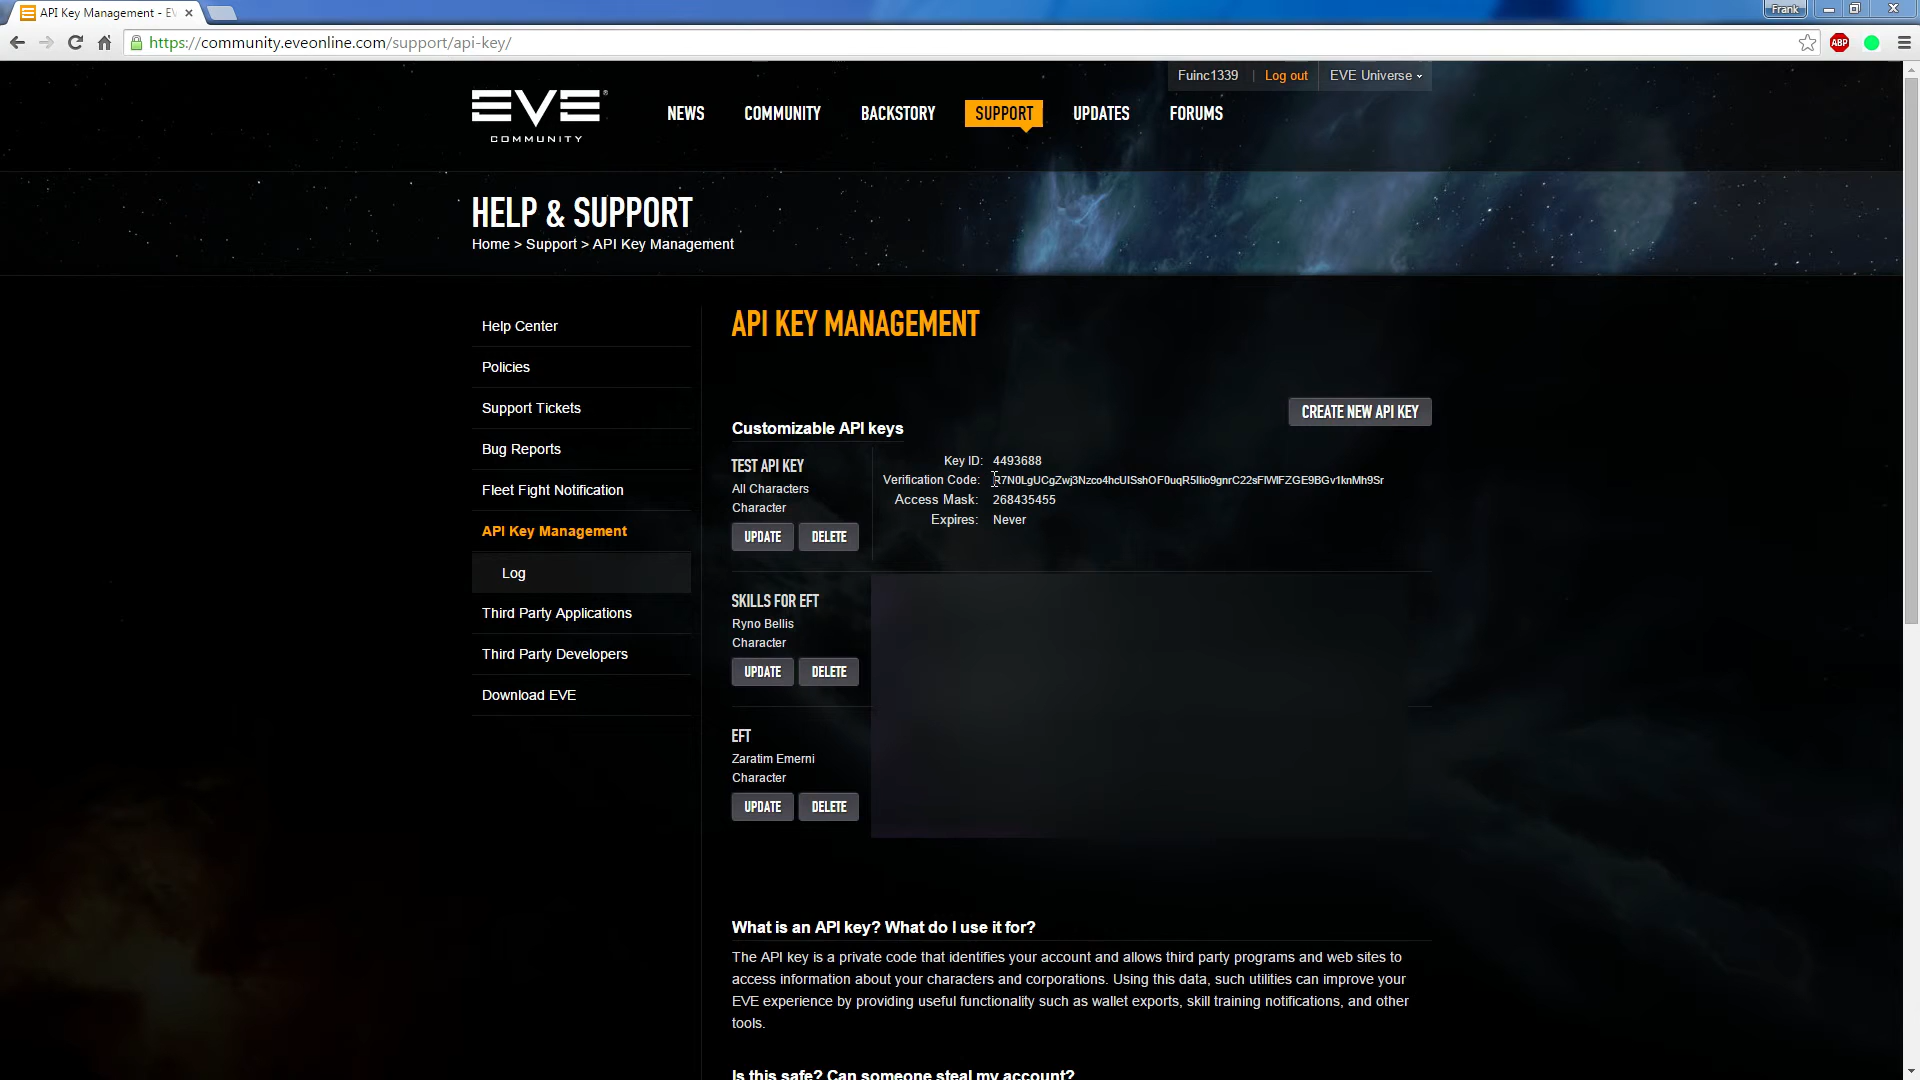 API Key Management - EV
Frank
https://community.eveonline.com/support/api-key/
ABP
Fuinc1339 | Log out EVE Universe
EVE
COMMUNITY
NEWS COMMUNITY BACKSTORY SUPPORT UPDATES FORUMS
HELP & SUPPORT
Home > Support > API Key Management
Help Center
Policies
Support Tickets
Bug Reports
Fleet Fight Notification
API Key Management
Log
Third Party Applications
Third Party Developers
Download EVE
API KEY MANAGEMENT
CREATE NEW API KEY
Customizable API keys
TEST API KEY
All Characters
Character
UPDATE DELETE
Key ID: 4493688
Verification Code:
Access Mask: 268435455
Expires: Never
SKILLS FOR EFT
Ryno Bellis
Character
UPDATE DELETE
EFT
Zaratim Emerni
Character
UPDATE DELETE
What is an API key? What do I use it for?
The API key is a private code that identifies your account and allows third party programs and web sites to
access information about your characters and corporations. Using this data, such utilities can improve your
EVE experience by providing useful functionality such as wallet exports, skill training notifications, and other
tools.
Is this safe? Can someone steal my account?